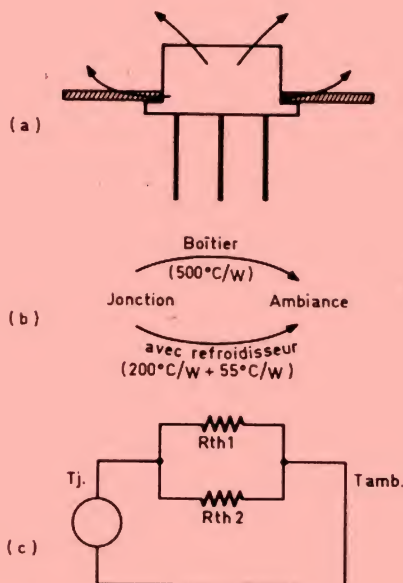 (a)
Boîtier
(500°C/W)
Jonction
Ambiance
(b)
avec refroidisseur
(200°C/W + 55°C/W)
Rth1
Tj.
Tamb.
Rth2
(c)